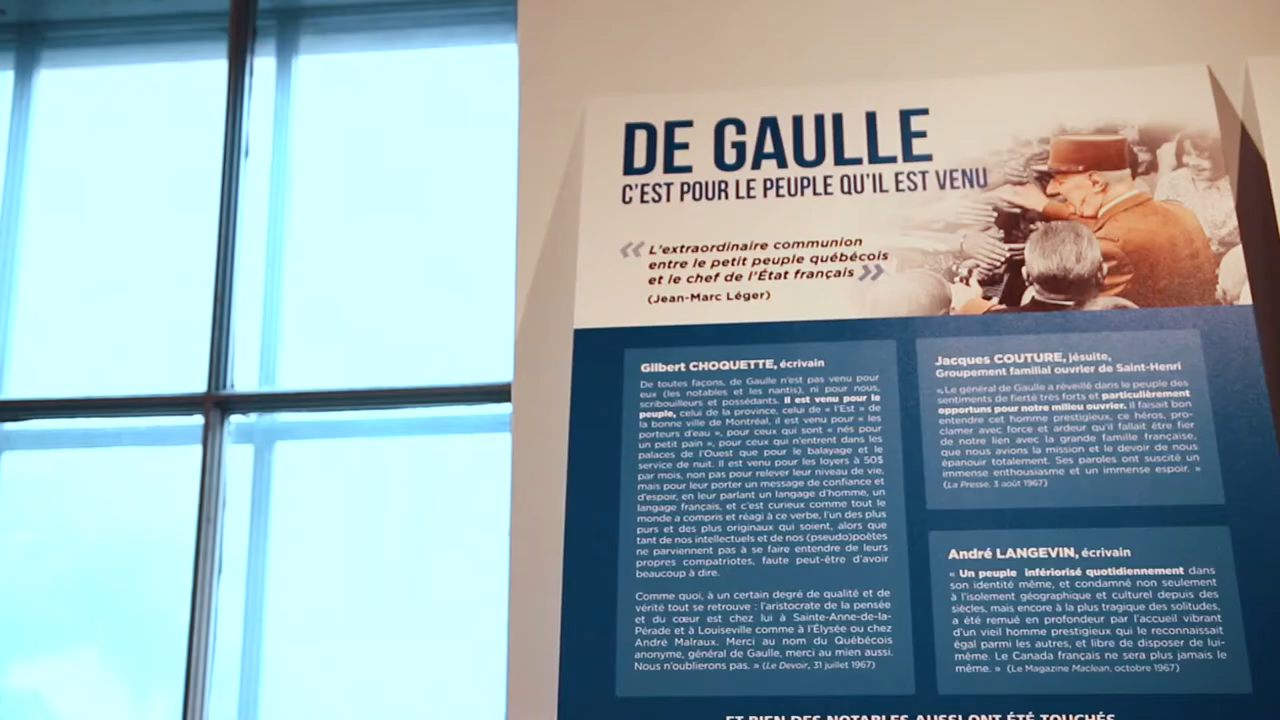 DE GAULLE
C'EST POUR LE PEUPLE QU'IL EST VENU
« L'extraordinaire communion
entre le petit peuple québécois
et le chef de l'État français »
(Jean-Marc Léger)
Gilbert CHOQUETTE, écrivain
De toutes façons, de Gaulle n'est pas venu pour
eux (les notables et les nantis), ni pour nous,
scribouilleurs et possédants. Il est venu pour le
peuple, celui de la province, celui de « l'Est » de
la bonne ville de Montréal, il est venu pour « les
porteurs d'eau », pour ceux qui sont « nés pour
un petit pain », pour ceux qui n'entrent dans les
palaces de l'Ouest que pour le balayage et le
service de nuit. Il est venu pour les loyers à 50$
par mois, non pas pour relever leur niveau de vie,
mais pour leur porter un message de confiance et
d'espoir, en leur parlant un langage d'homme, un
langage français, et c'est curieux comme tout le
monde a compris et réagi à ce verbe, l'un des plus
purs et des plus originaux qui soient, alors que
tant de nos intellectuels et de nos (pseudo)poètes
ne parviennent pas à se faire entendre de leurs
propres compatriotes, faute peut-être d'avoir
beaucoup à dire.
Comme quoi, à un certain degré de qualité et de
vérité tout se retrouve : l'aristocrate de la pensée
et du cœur est chez lui à Sainte-Anne-de-la-
Pérade et à Louiseville comme à l'Élysée ou chez
André Malraux. Merci au nom du Québécois
anonyme, général de Gaulle, merci au mien aussi.
Nous n'oublierons pas. » (Le Devoir, 31 juillet 1967)
Jacques COUTURE, jésuite,
Groupement familial ouvrier de Saint-Henri
« Le général de Gaulle a réveillé dans le peuple des
sentiments de fierté très forts et particulièrement
opportuns pour notre milieu ouvrier. Il faisait bon
entendre cet homme prestigieux, ce héros, pro-
clamer avec force et ardeur qu'il fallait être fier
de notre lien avec la grande famille française,
que nous avions la mission et le devoir de nous
épanouir totalement. Ses paroles ont suscité un
immense enthousiasme et un immense espoir. »
(La Presse, 3 août 1967)
André LANGEVIN, écrivain
« Un peuple infériorisé quotidiennement dans
son identité même, et condamné non seulement
à l'isolement géographique et culturel depuis des
siècles, mais encore à la plus tragique des solitudes,
a été remué en profondeur par l'accueil vibrant
d'un vieil homme prestigieux qui le reconnaissait
égal parmi les autres, et libre de disposer de lui-
même. Le Canada français ne sera plus jamais le
même. » (Le Magazine Maclean, octobre 1967)
ET BIEN DES NOTABLES AUSSI ONT ÉTÉ TOUCHÉS